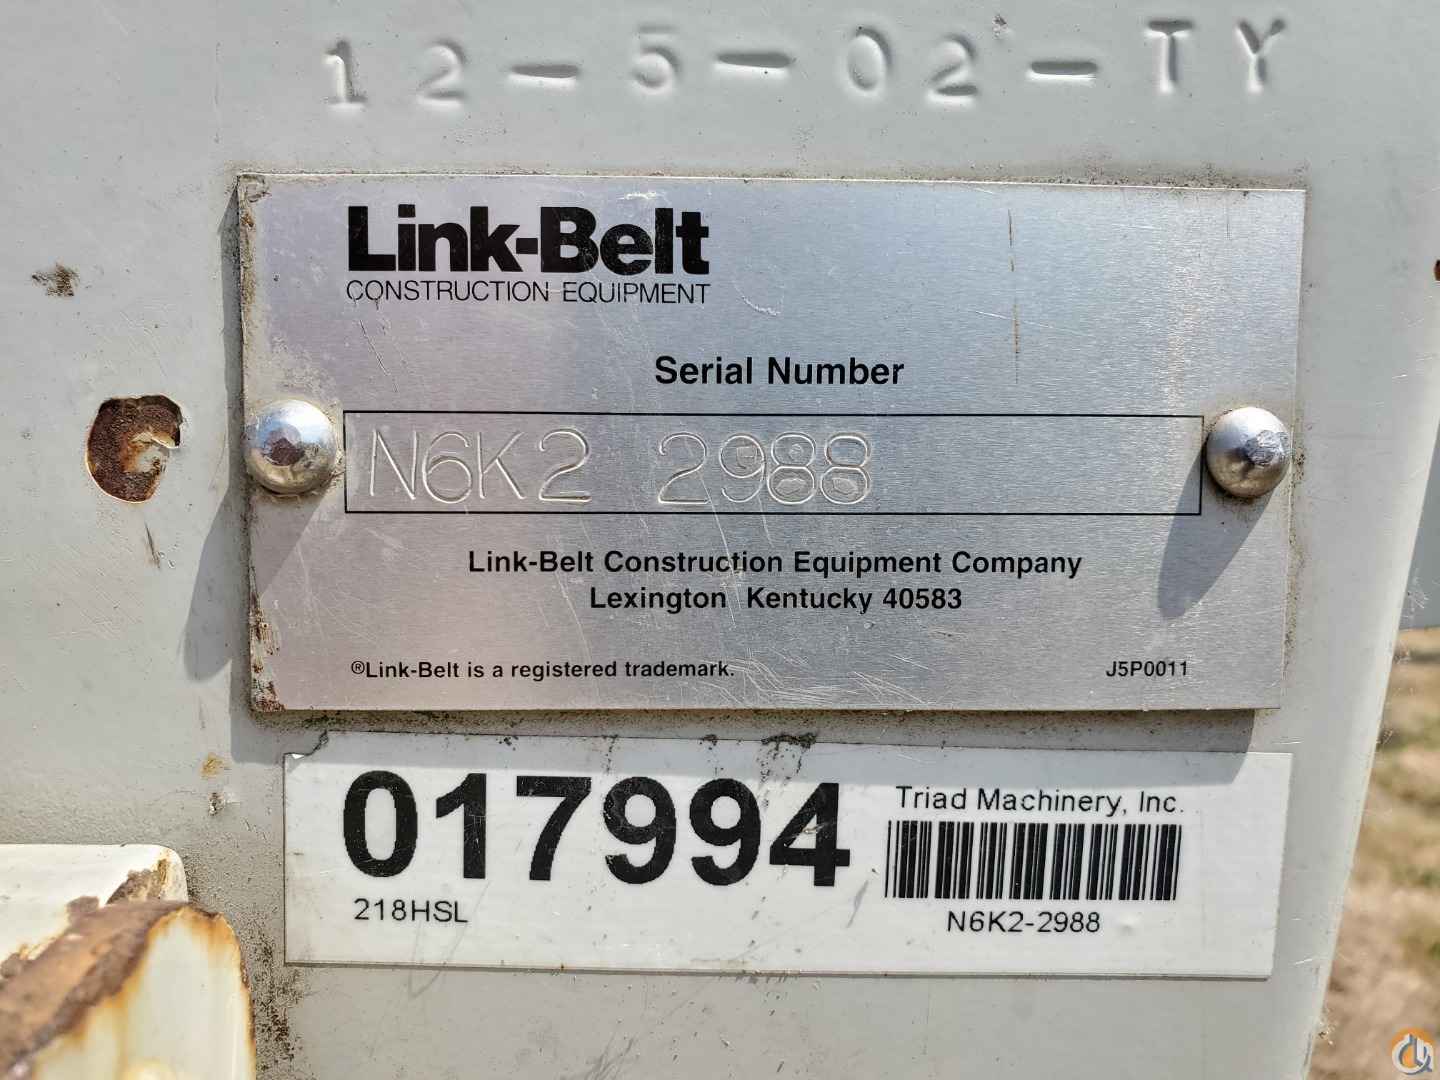 12-5-02-TY
Link-Belt
CONSTRUCTION EQUIPMENT
Serial Number
N6K2 2988
Link-Belt Construction Equipment Company
Lexington Kentucky 40583
®Link-Belt is a registered trademark.
J5P0011
017994
Triad Machinery, Inc.
218HSL
N6K2-2988